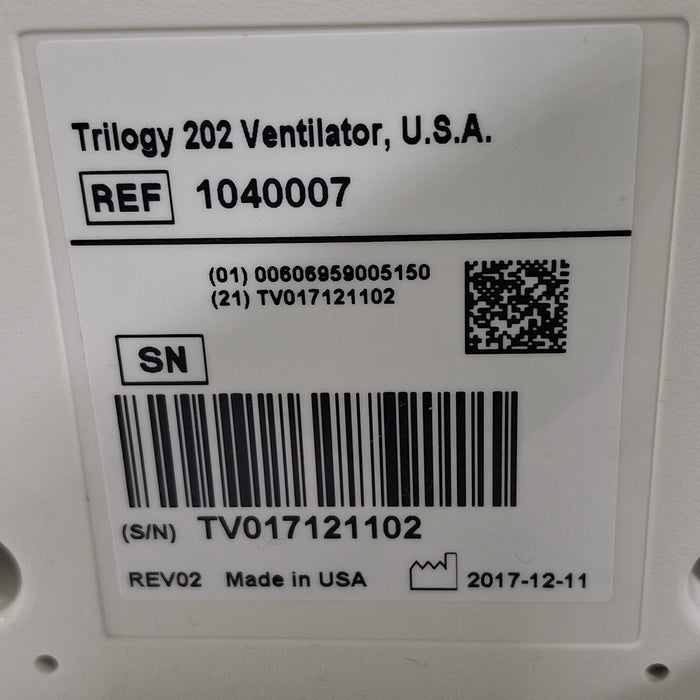 Trilogy 202 Ventilator, U.S.A.
REF 1040007
(01) 00606959005150
(21) TV017121102
SN
(S/N) TV017121102
REV02 Made in USA 2017-12-11